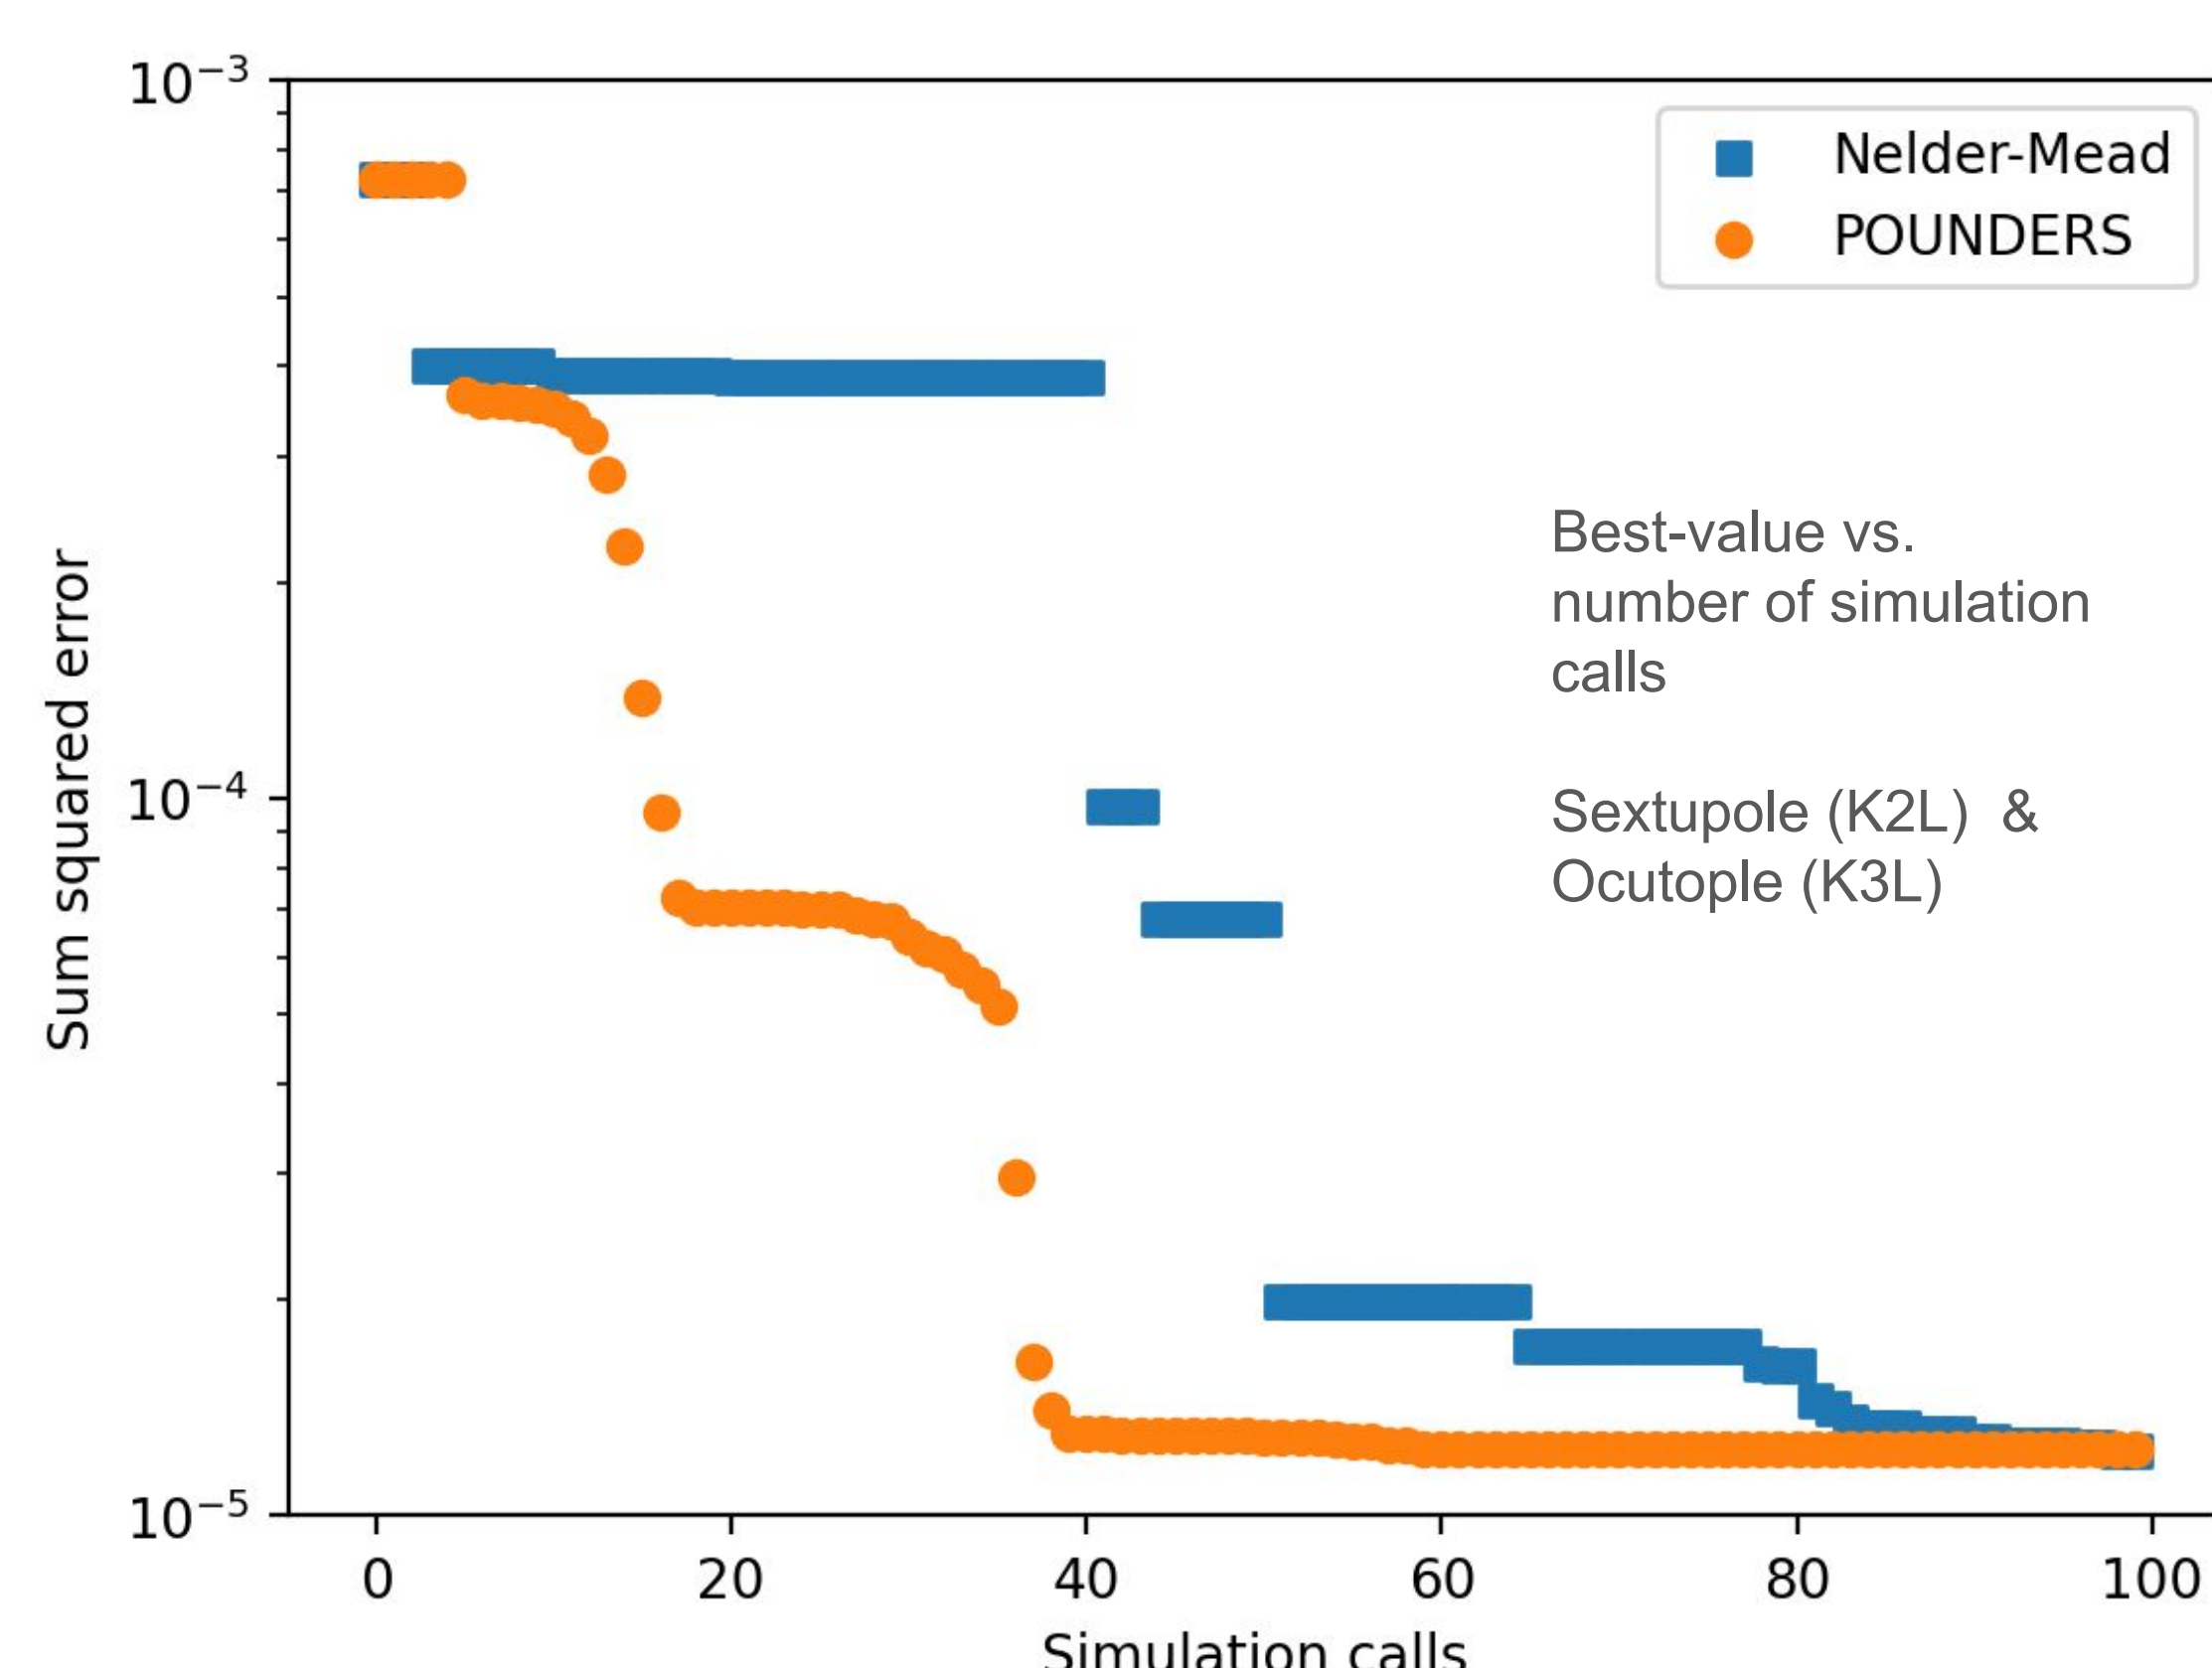 10⁻³
Nelder-Mead
POUNDERS
Best-value vs.
number of simulation
calls
Sum squared error
10⁻⁴
Sextupole (K2L) &
Ocutople (K3L)
10⁻⁵
0 20 40 60 80 100
Simulation calls